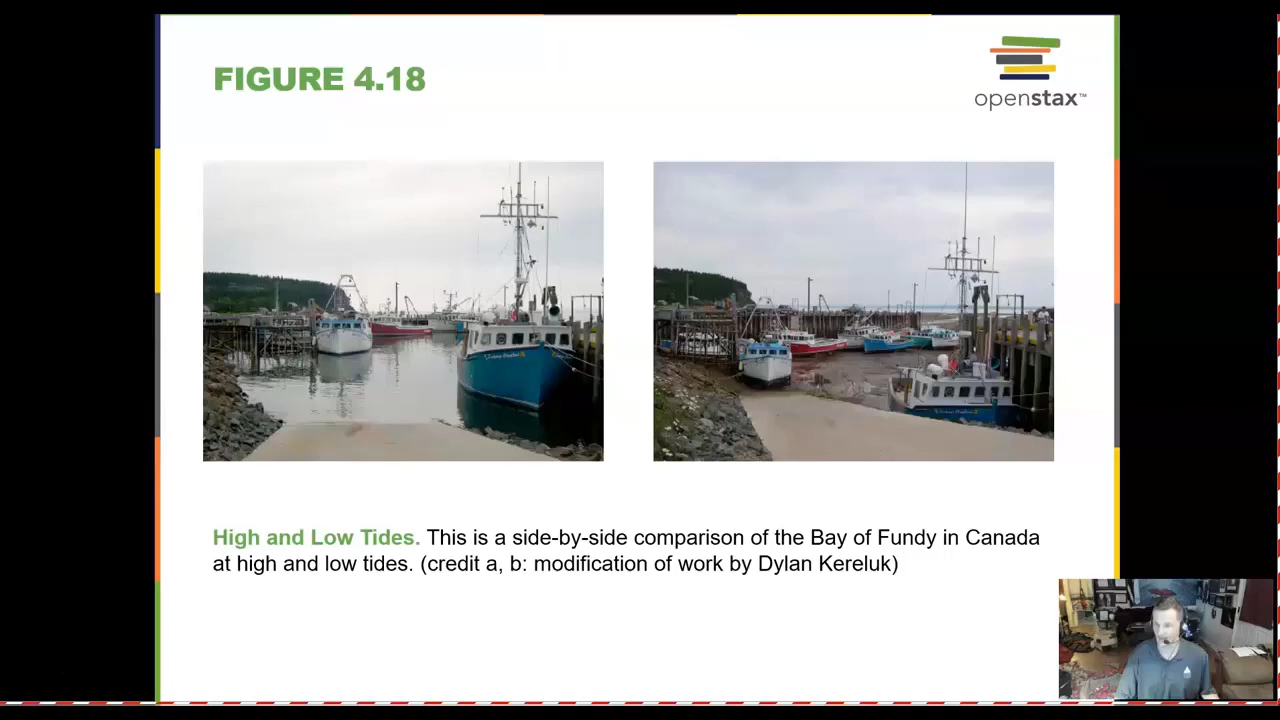 FIGURE 4.18
openstax™
High and Low Tides. This is a side-by-side comparison of the Bay of Fundy in Canada
at high and low tides. (credit a, b: modification of work by Dylan Kereluk)